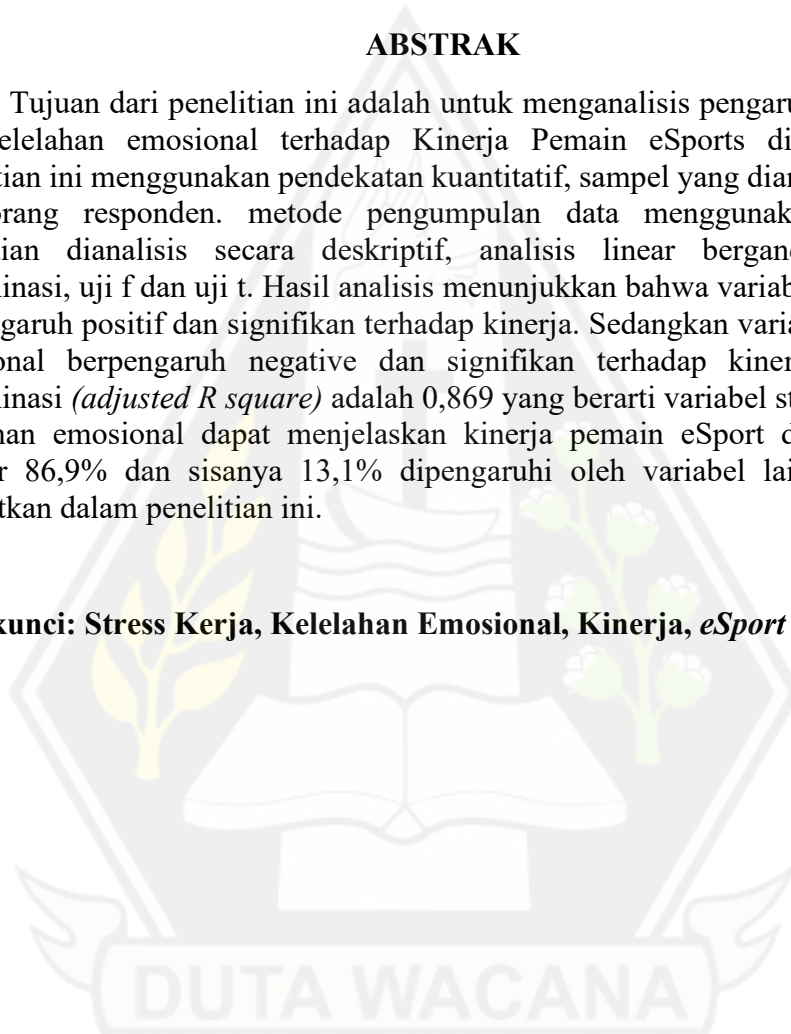 ABSTRAK
Tujuan dari penelitian ini adalah untuk menganalisis pengaru
elelahan emosional terhadap Kinerja Pemain eSports di
tian ini menggunakan pendekatan kuantitatif, sampel yang diam
orang responden. metode pengumpulan data menggunak
ian dianalisis secara deskriptif, analisis linear bergand
inasi, uji f dan uji t. Hasil analisis menunjukkan bahwa variab
garuh positif dan signifikan terhadap kinerja. Sedangkan varia
onal berpengaruh negative dan signifikan terhadap kiner
inasi (adjusted R square) adalah 0,869 yang berarti variabel st
an emosional dapat menjelaskan kinerja pemain eSport d
r 86,9% dan sisanya 13,1% dipengaruhi oleh variabel lai
tkan dalam penelitian ini.
kunci: Stress Kerja, Kelelahan Emosional, Kinerja, eSport
DUTA WACANA